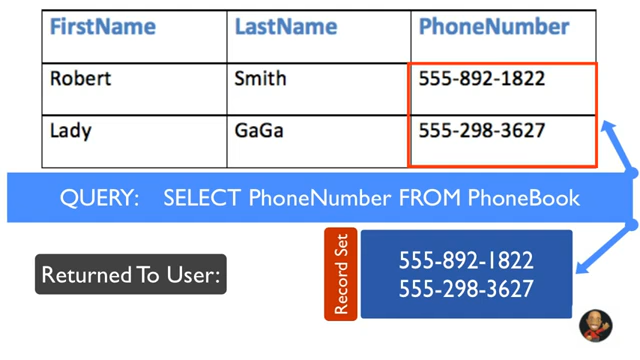 FirstName LastName PhoneNumber
Robert Smith 555-892-1822
Lady GaGa 555-298-3627
QUERY: SELECT PhoneNumber FROM PhoneBook
Returned To User:
Record Set
555-892-1822
555-298-3627